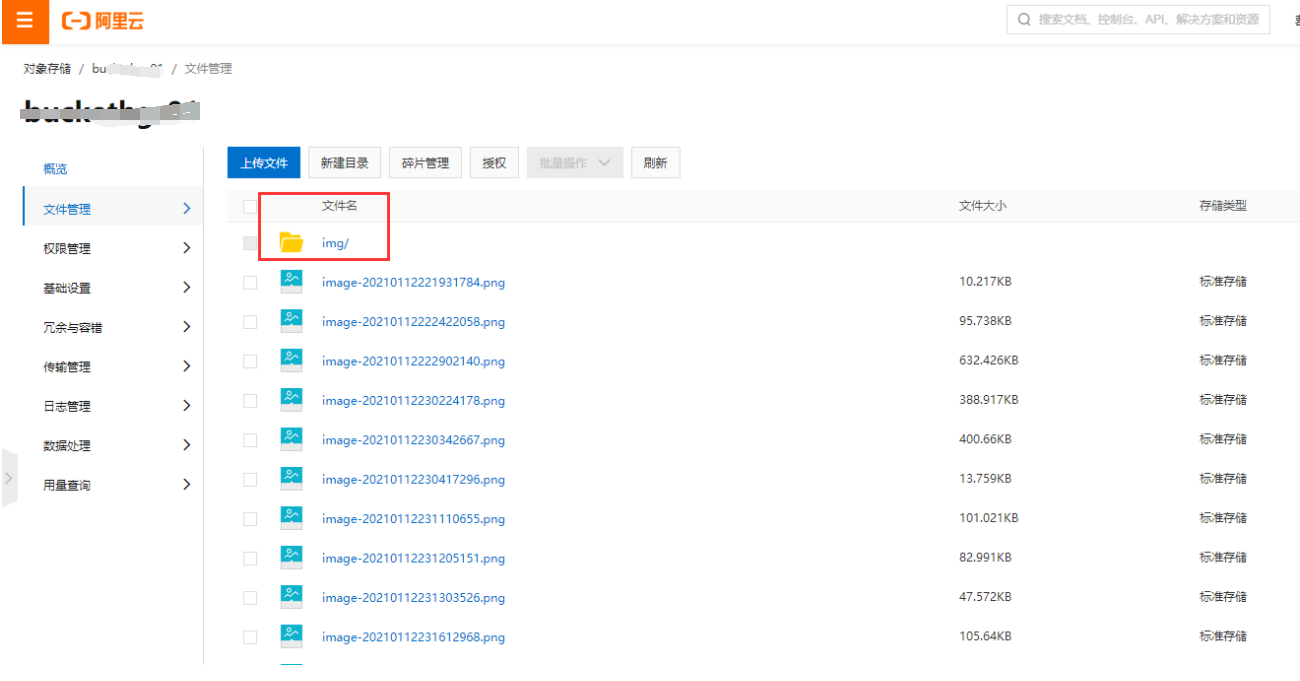 阿里云
搜索文档、控制台、API、解决方案和资源
对象存储 / / 文件管理
概览
文件管理
权限管理
基础设置
冗余与容错
传输管理
日志管理
数据处理
用量查询
上传文件 新建目录 碎片管理 授权 批量操作 刷新
文件名 文件大小 存储类型
img/
image-20210112221931784.png 10.217KB 标准存储
image-20210112222422058.png 95.738KB 标准存储
image-20210112222902140.png 632.426KB 标准存储
image-20210112230224178.png 388.917KB 标准存储
image-20210112230342667.png 400.66KB 标准存储
image-20210112230417296.png 13.759KB 标准存储
image-20210112231110655.png 101.021KB 标准存储
image-20210112231205151.png 82.991KB 标准存储
image-20210112231303526.png 47.572KB 标准存储
image-20210112231612968.png 105.64KB 标准存储